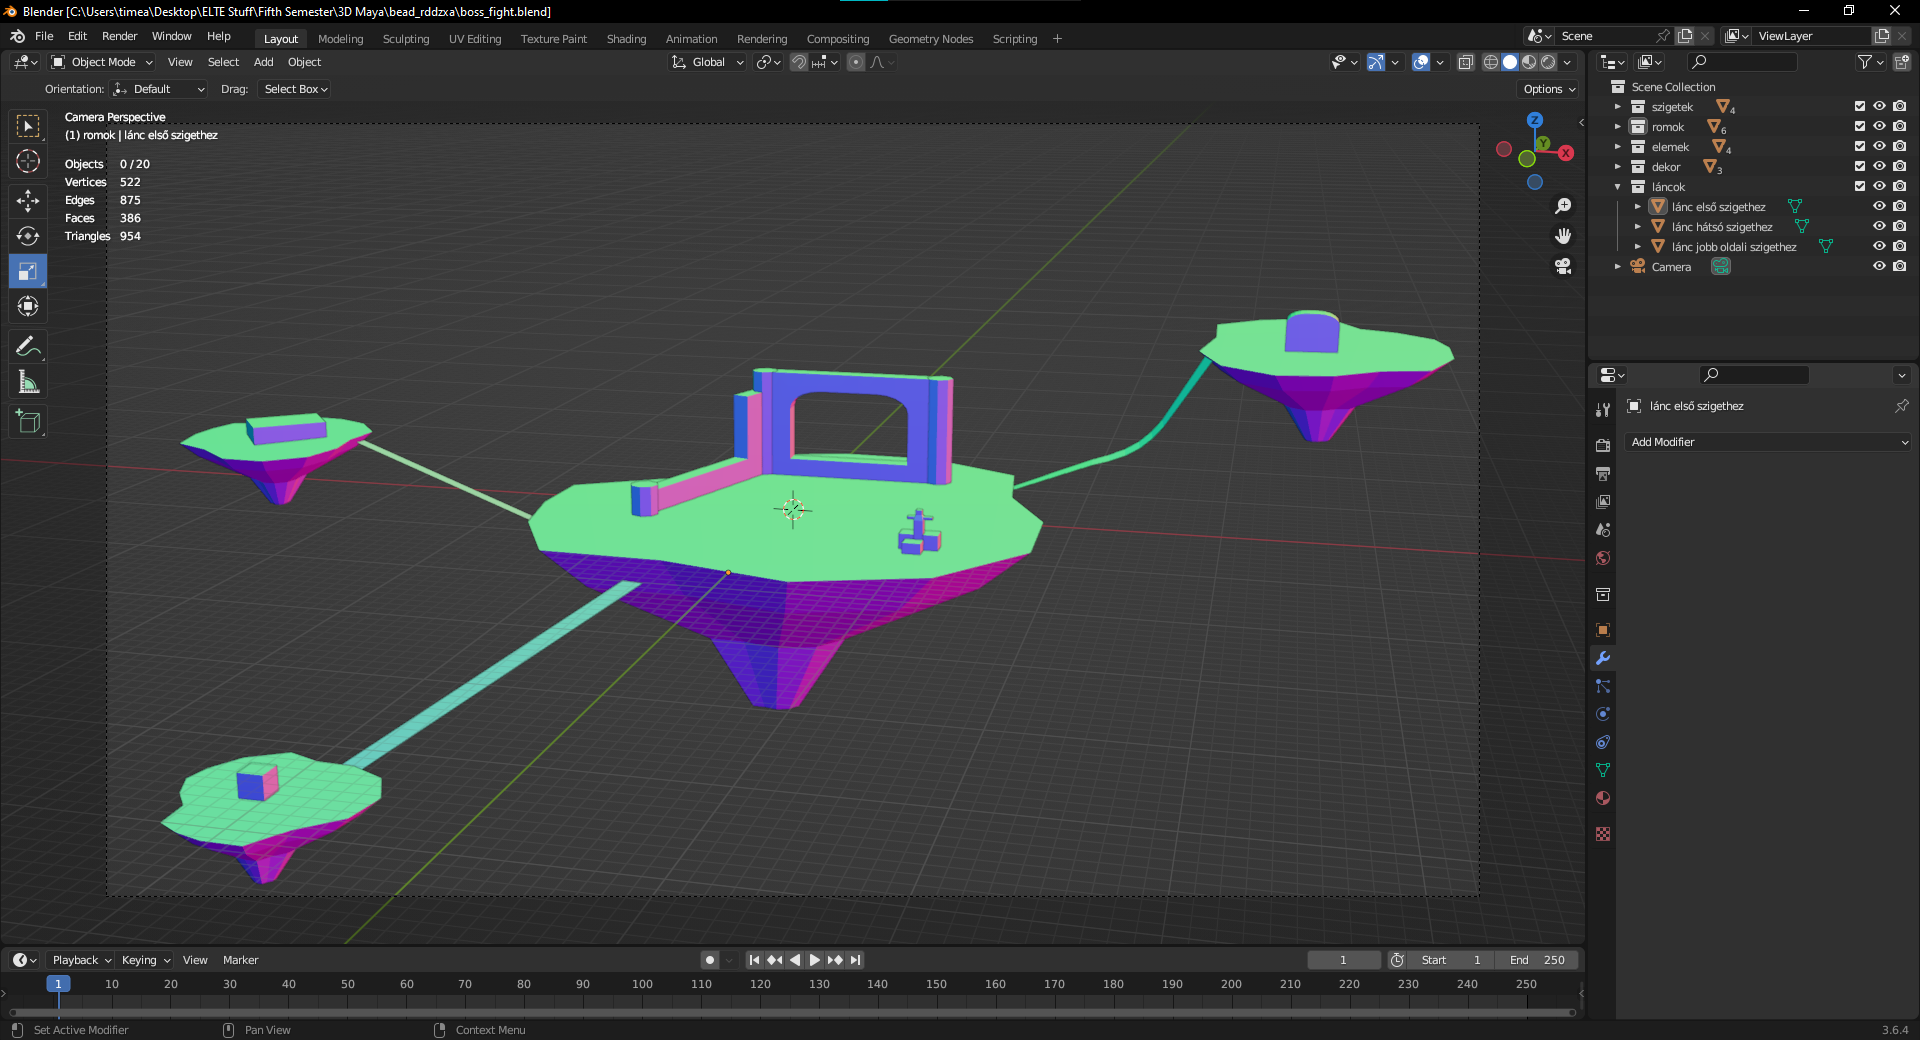 Blender [C:\Users\timea\Desktop\ELTE Stuff\Fifth Semester\3D Maya\bead_rddzxa\boss_fight.blend]
File Edit Render Window Help Layout Modeling Sculpting UV Editing Texture Paint Shading Animation Rendering Compositing Geometry Nodes Scripting + Scene ViewLayer
Object Mode View Select Add Object Global
Orientation: Default Drag: Select Box Options
Camera Perspective
(1) romok | lánc első szigethez
Objects 0 / 20
Vertices 522
Edges 875
Faces 386
Triangles 954
Z
Y
X
Scene Collection
szigetek 4
romok 6
elemek 4
dekor 3
láncok
lánc első szigethez
lánc hátsó szigethez
lánc jobb oldali szigethez
Camera
lánc első szigethez
Add Modifier
Playback Keying View Marker 1 Start 1 End 250
1 10 20 30 40 50 60 70 80 90 100 110 120 130 140 150 160 170 180 190 200 210 220 230 240 250
Set Active Modifier Pan View Context Menu 3.6.4